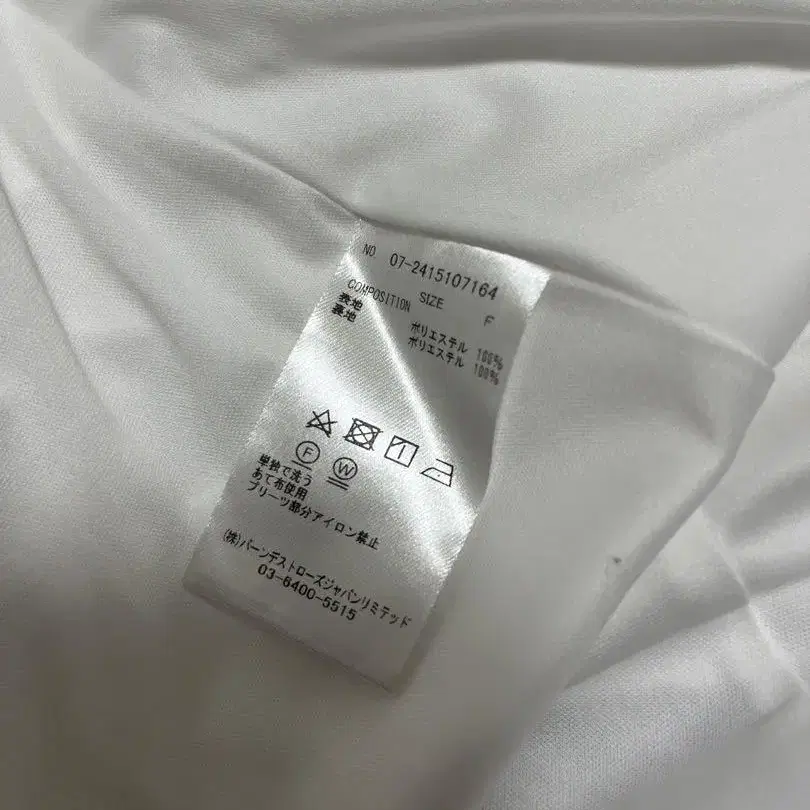 NO 07-2415107164
SIZE F
COMPOSITION
表地 ポリエステル 100%
裏地 ポリエステル 100%
F W
単独で洗う
あて布使用
プリーツ部分アイロン禁止
(株)バーンデストローズジャパンリミテッド
03-6400-5515